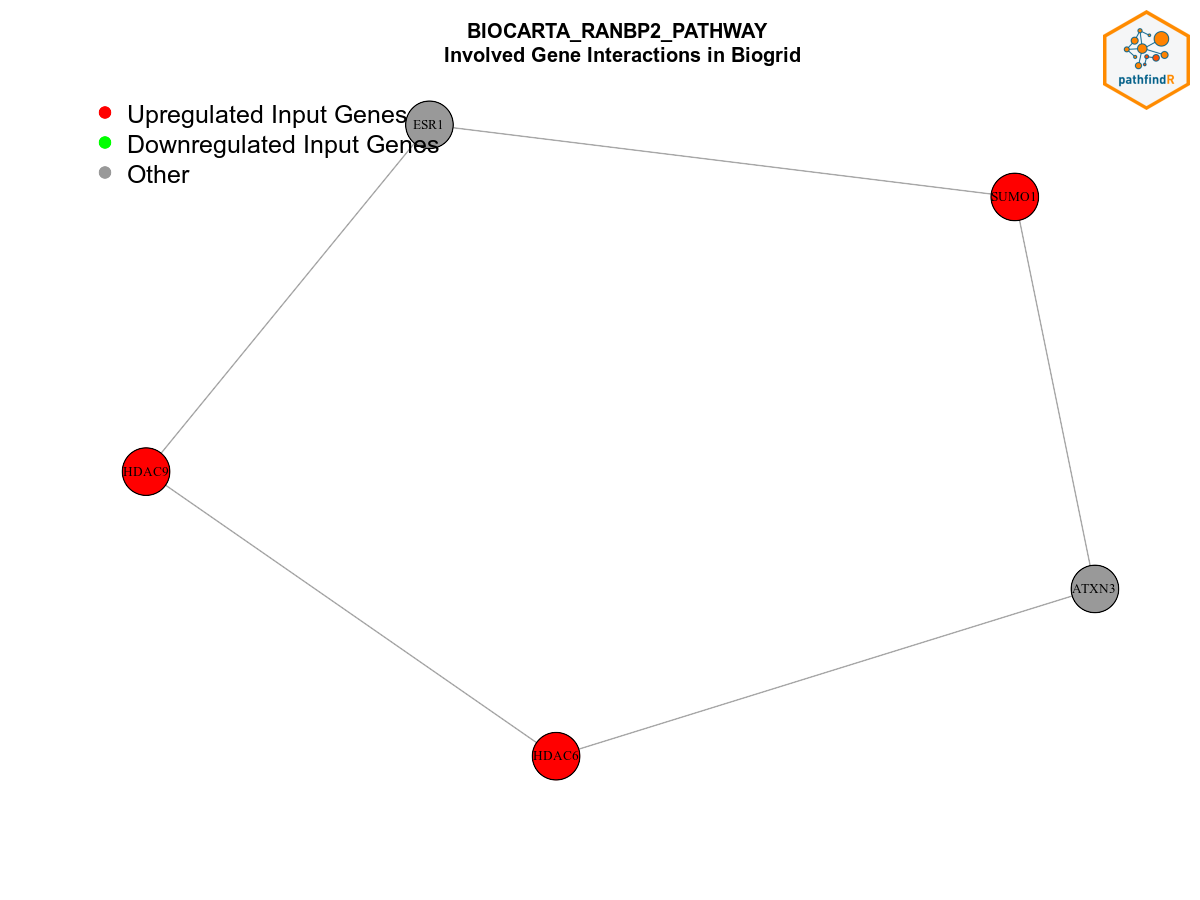 BIOCARTA_RANBP2_PATHWAY
Involved Gene Interactions in Biogrid
pathfindR
Upregulated Input Genes
Downregulated Input Genes
Other
ESR1
SUMO1
HDAC9
ATXN3
HDAC6